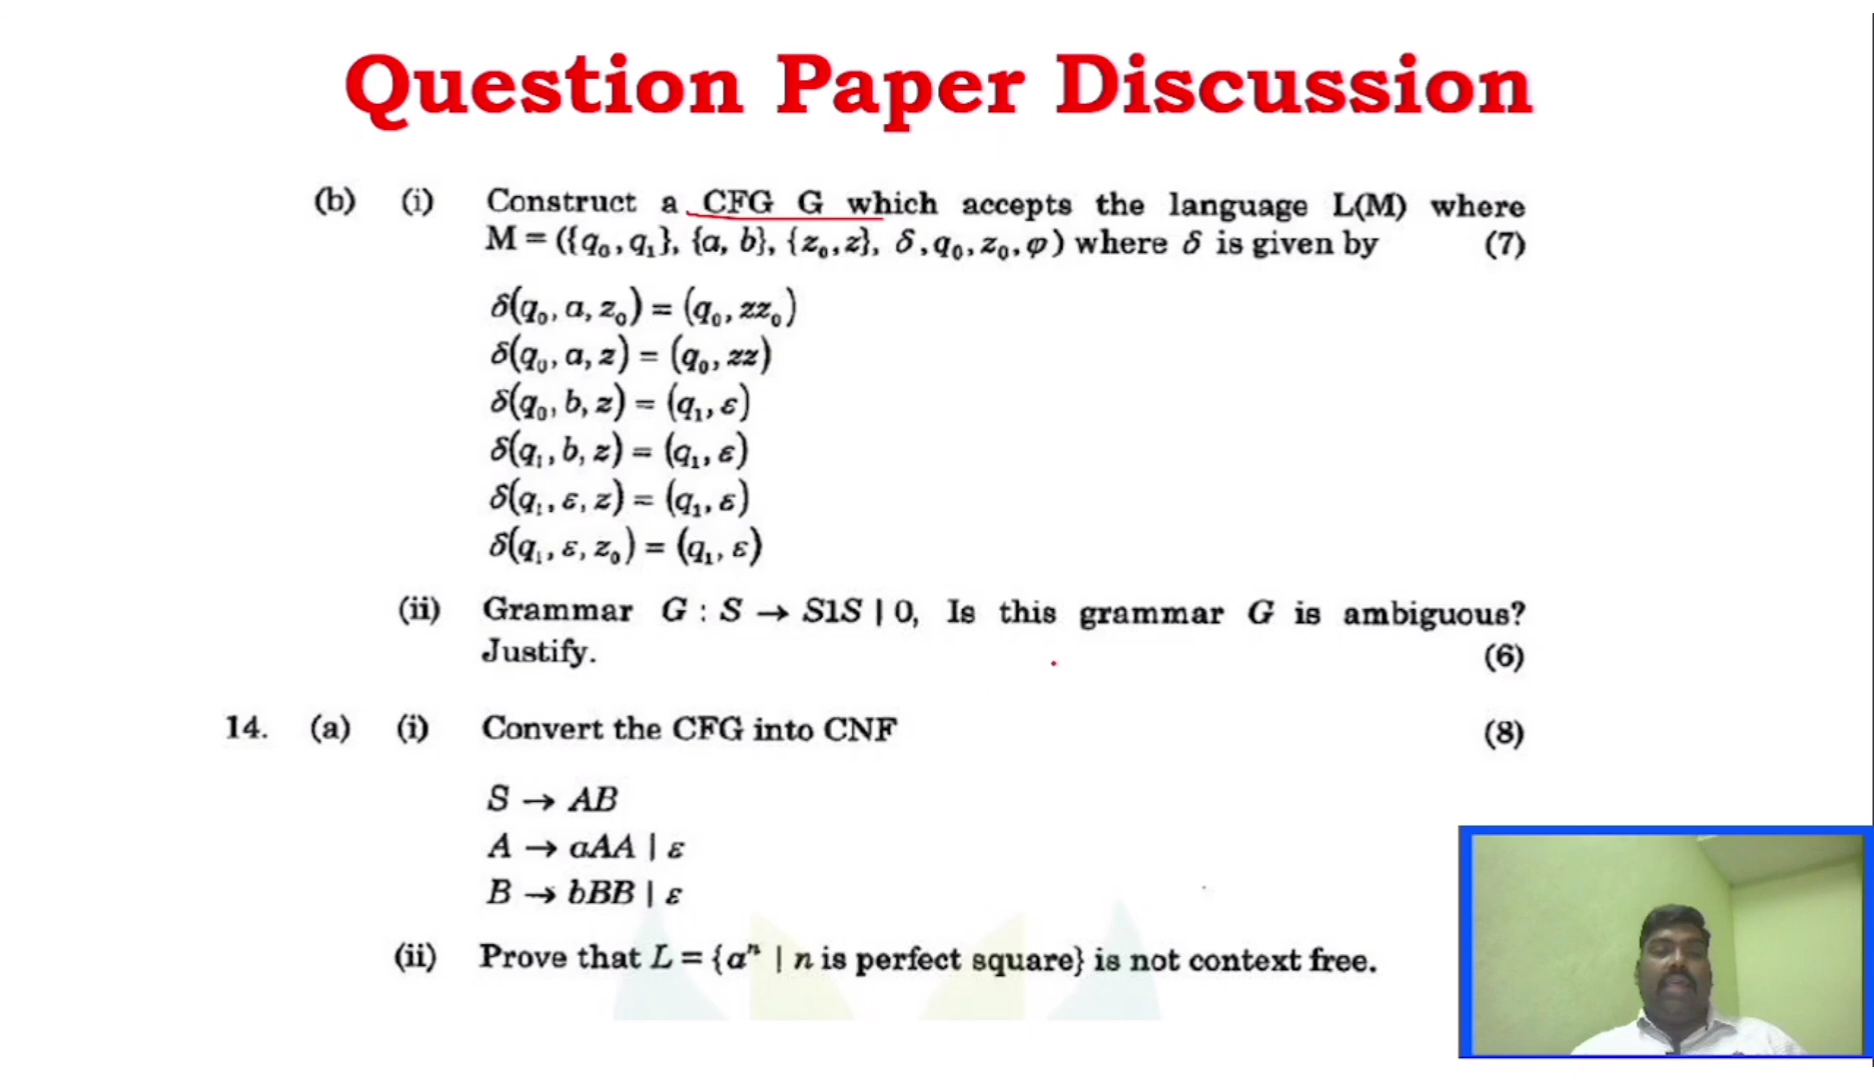 Question Paper Discussion
(b) (i) Construct a CFG G which accepts the language L(M) where
M = ({q₀, q₁}, {a, b}, {z₀, z}, δ, q₀, z₀, φ) where δ is given by (7)
δ(q₀, a, z₀) = (q₀, zz₀)
δ(q₀, a, z) = (q₀, zz)
δ(q₀, b, z) = (q₁, ε)
δ(q₁, b, z) = (q₁, ε)
δ(q₁, ε, z) = (q₁, ε)
δ(q₁, ε, z₀) = (q₁, ε)
(ii) Grammar G : S → S1S | 0, Is this grammar G is ambiguous?
Justify. (6)
14. (a) (i) Convert the CFG into CNF (8)
S → AB
A → aAA | ε
B → bBB | ε
(ii) Prove that L = {aⁿ | n is perfect square} is not context free.